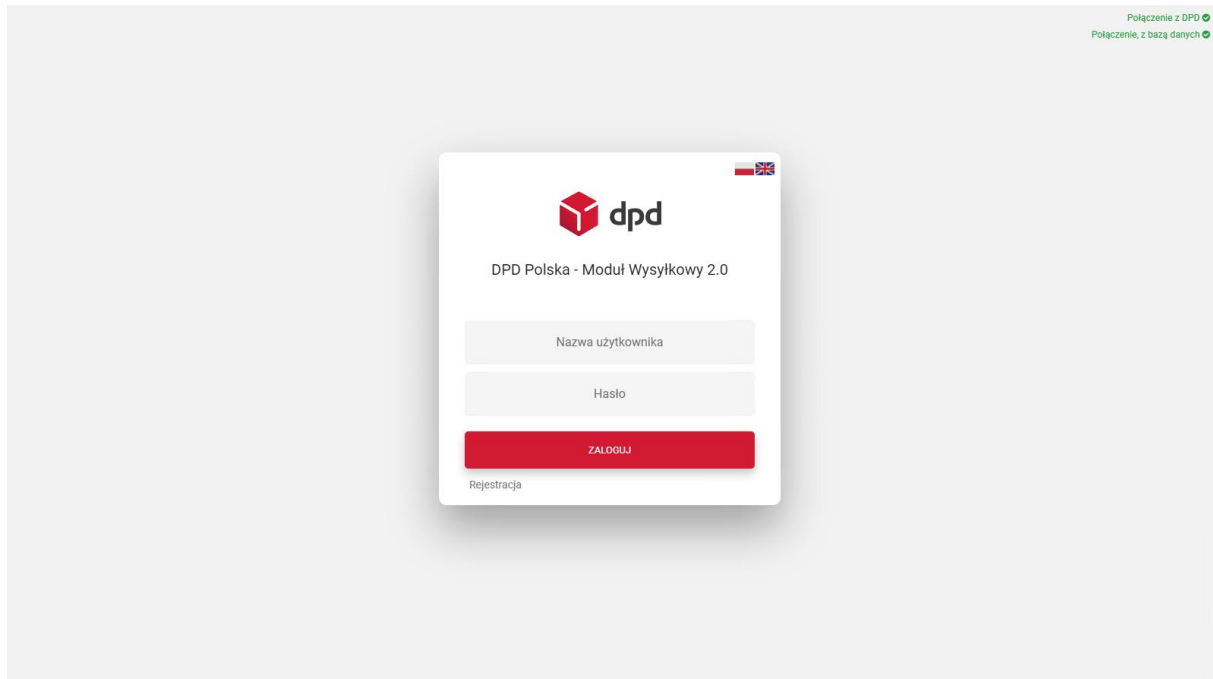 Połączenie z DPD
Połączenie, z bazą danych
dpd
DPD Polska - Moduł Wysyłkowy 2.0
Nazwa użytkownika
Hasło
ZALOGUJ
Rejestracja